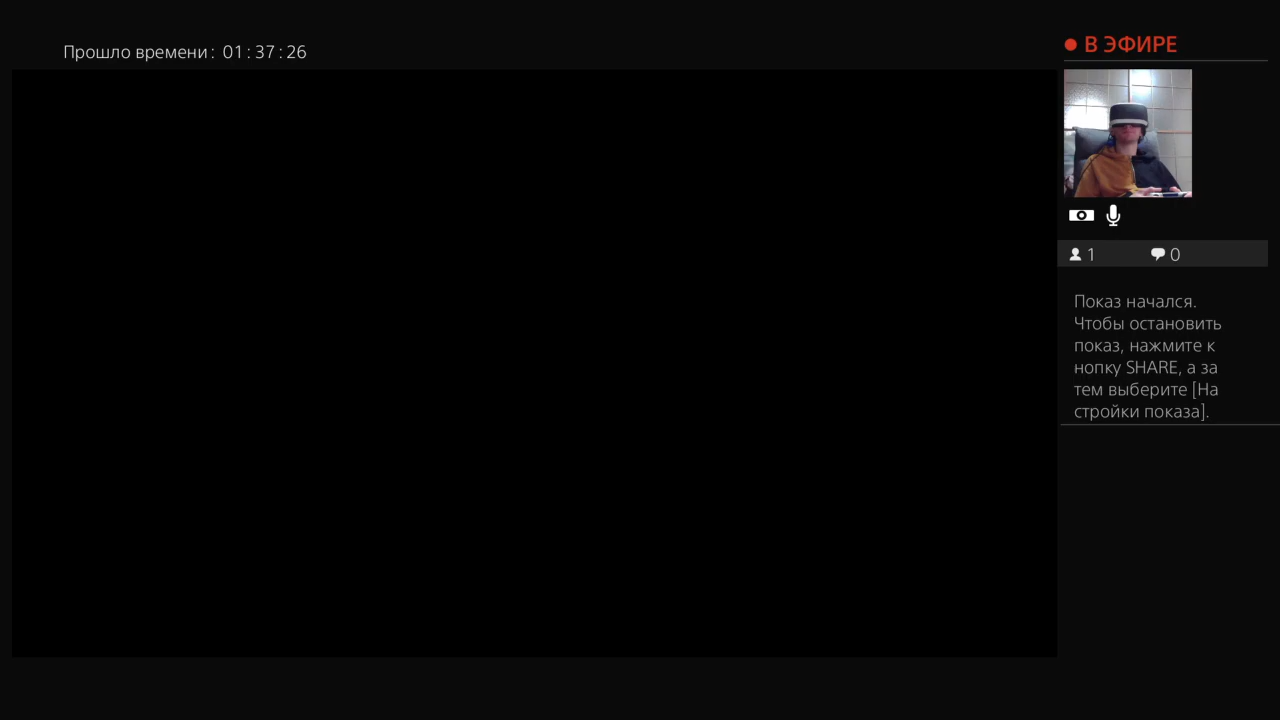 Прошло времени: 01:37:26
В ЭФИРЕ
1 0
Показ начался.
Чтобы остановить
показ, нажмите к
нопку SHARE, а за
тем выберите [На
стройки показа].